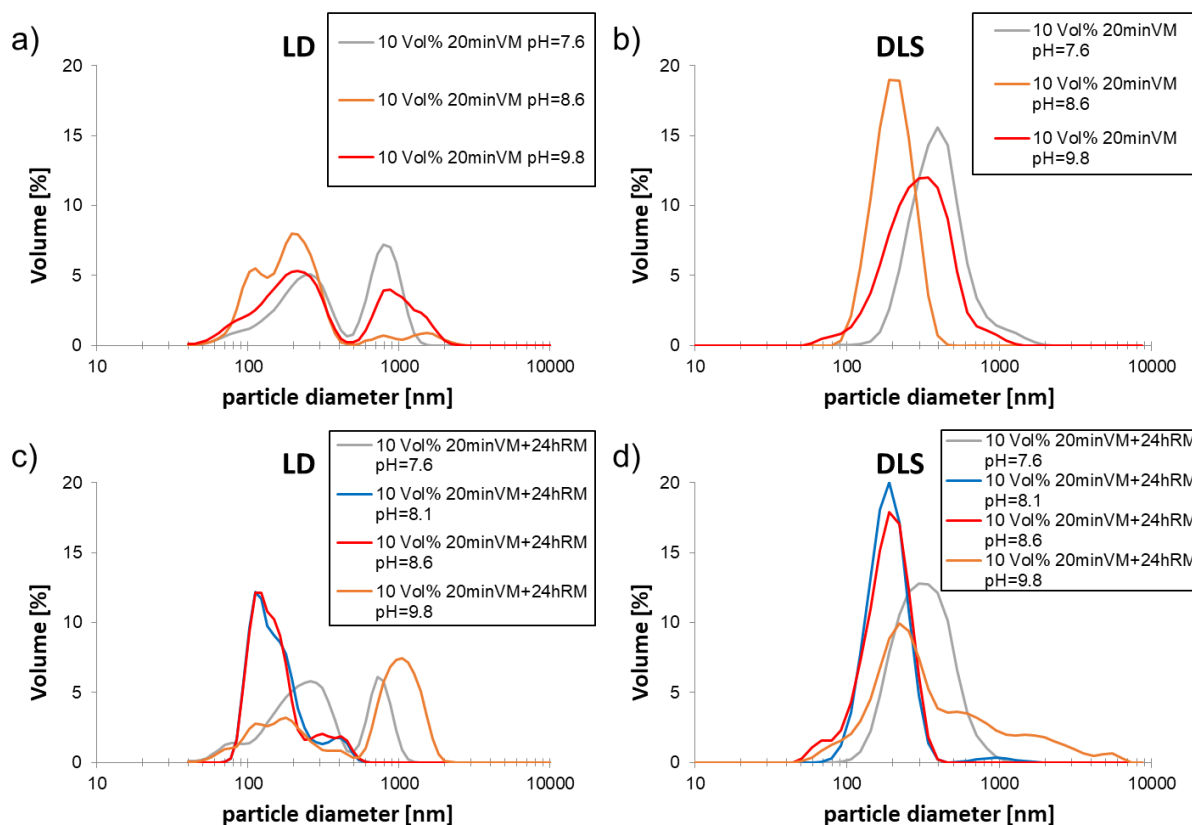 a)
LD
10 Vol% 20minVM pH=7.6
10 Vol% 20minVM pH=8.6
10 Vol% 20minVM pH=9.8
Volume [%]
20
15
10
5
0
10 100 1000 10000
particle diameter [nm]
b)
DLS
10 Vol% 20minVM
pH=7.6
10 Vol% 20minVM
pH=8.6
10 Vol% 20minVM
pH=9.8
Volume [%]
20
15
10
5
0
10 100 1000 10000
particle diameter [nm]
c)
LD
10 Vol% 20minVM+24hRM
pH=7.6
10 Vol% 20minVM+24hRM
pH=8.1
10 Vol% 20minVM+24hRM
pH=8.6
10 Vol% 20minVM+24hRM
pH=9.8
Volume [%]
20
15
10
5
0
10 100 1000 10000
particle diameter [nm]
d)
DLS
10 Vol% 20minVM+24hRM
pH=7.6
10 Vol% 20minVM+24hRM
pH=8.1
10 Vol% 20minVM+24hRM
pH=8.6
10 Vol% 20minVM+24hRM
pH=9.8
Volume [%]
20
15
10
5
0
10 100 1000 10000
particle diameter [nm]